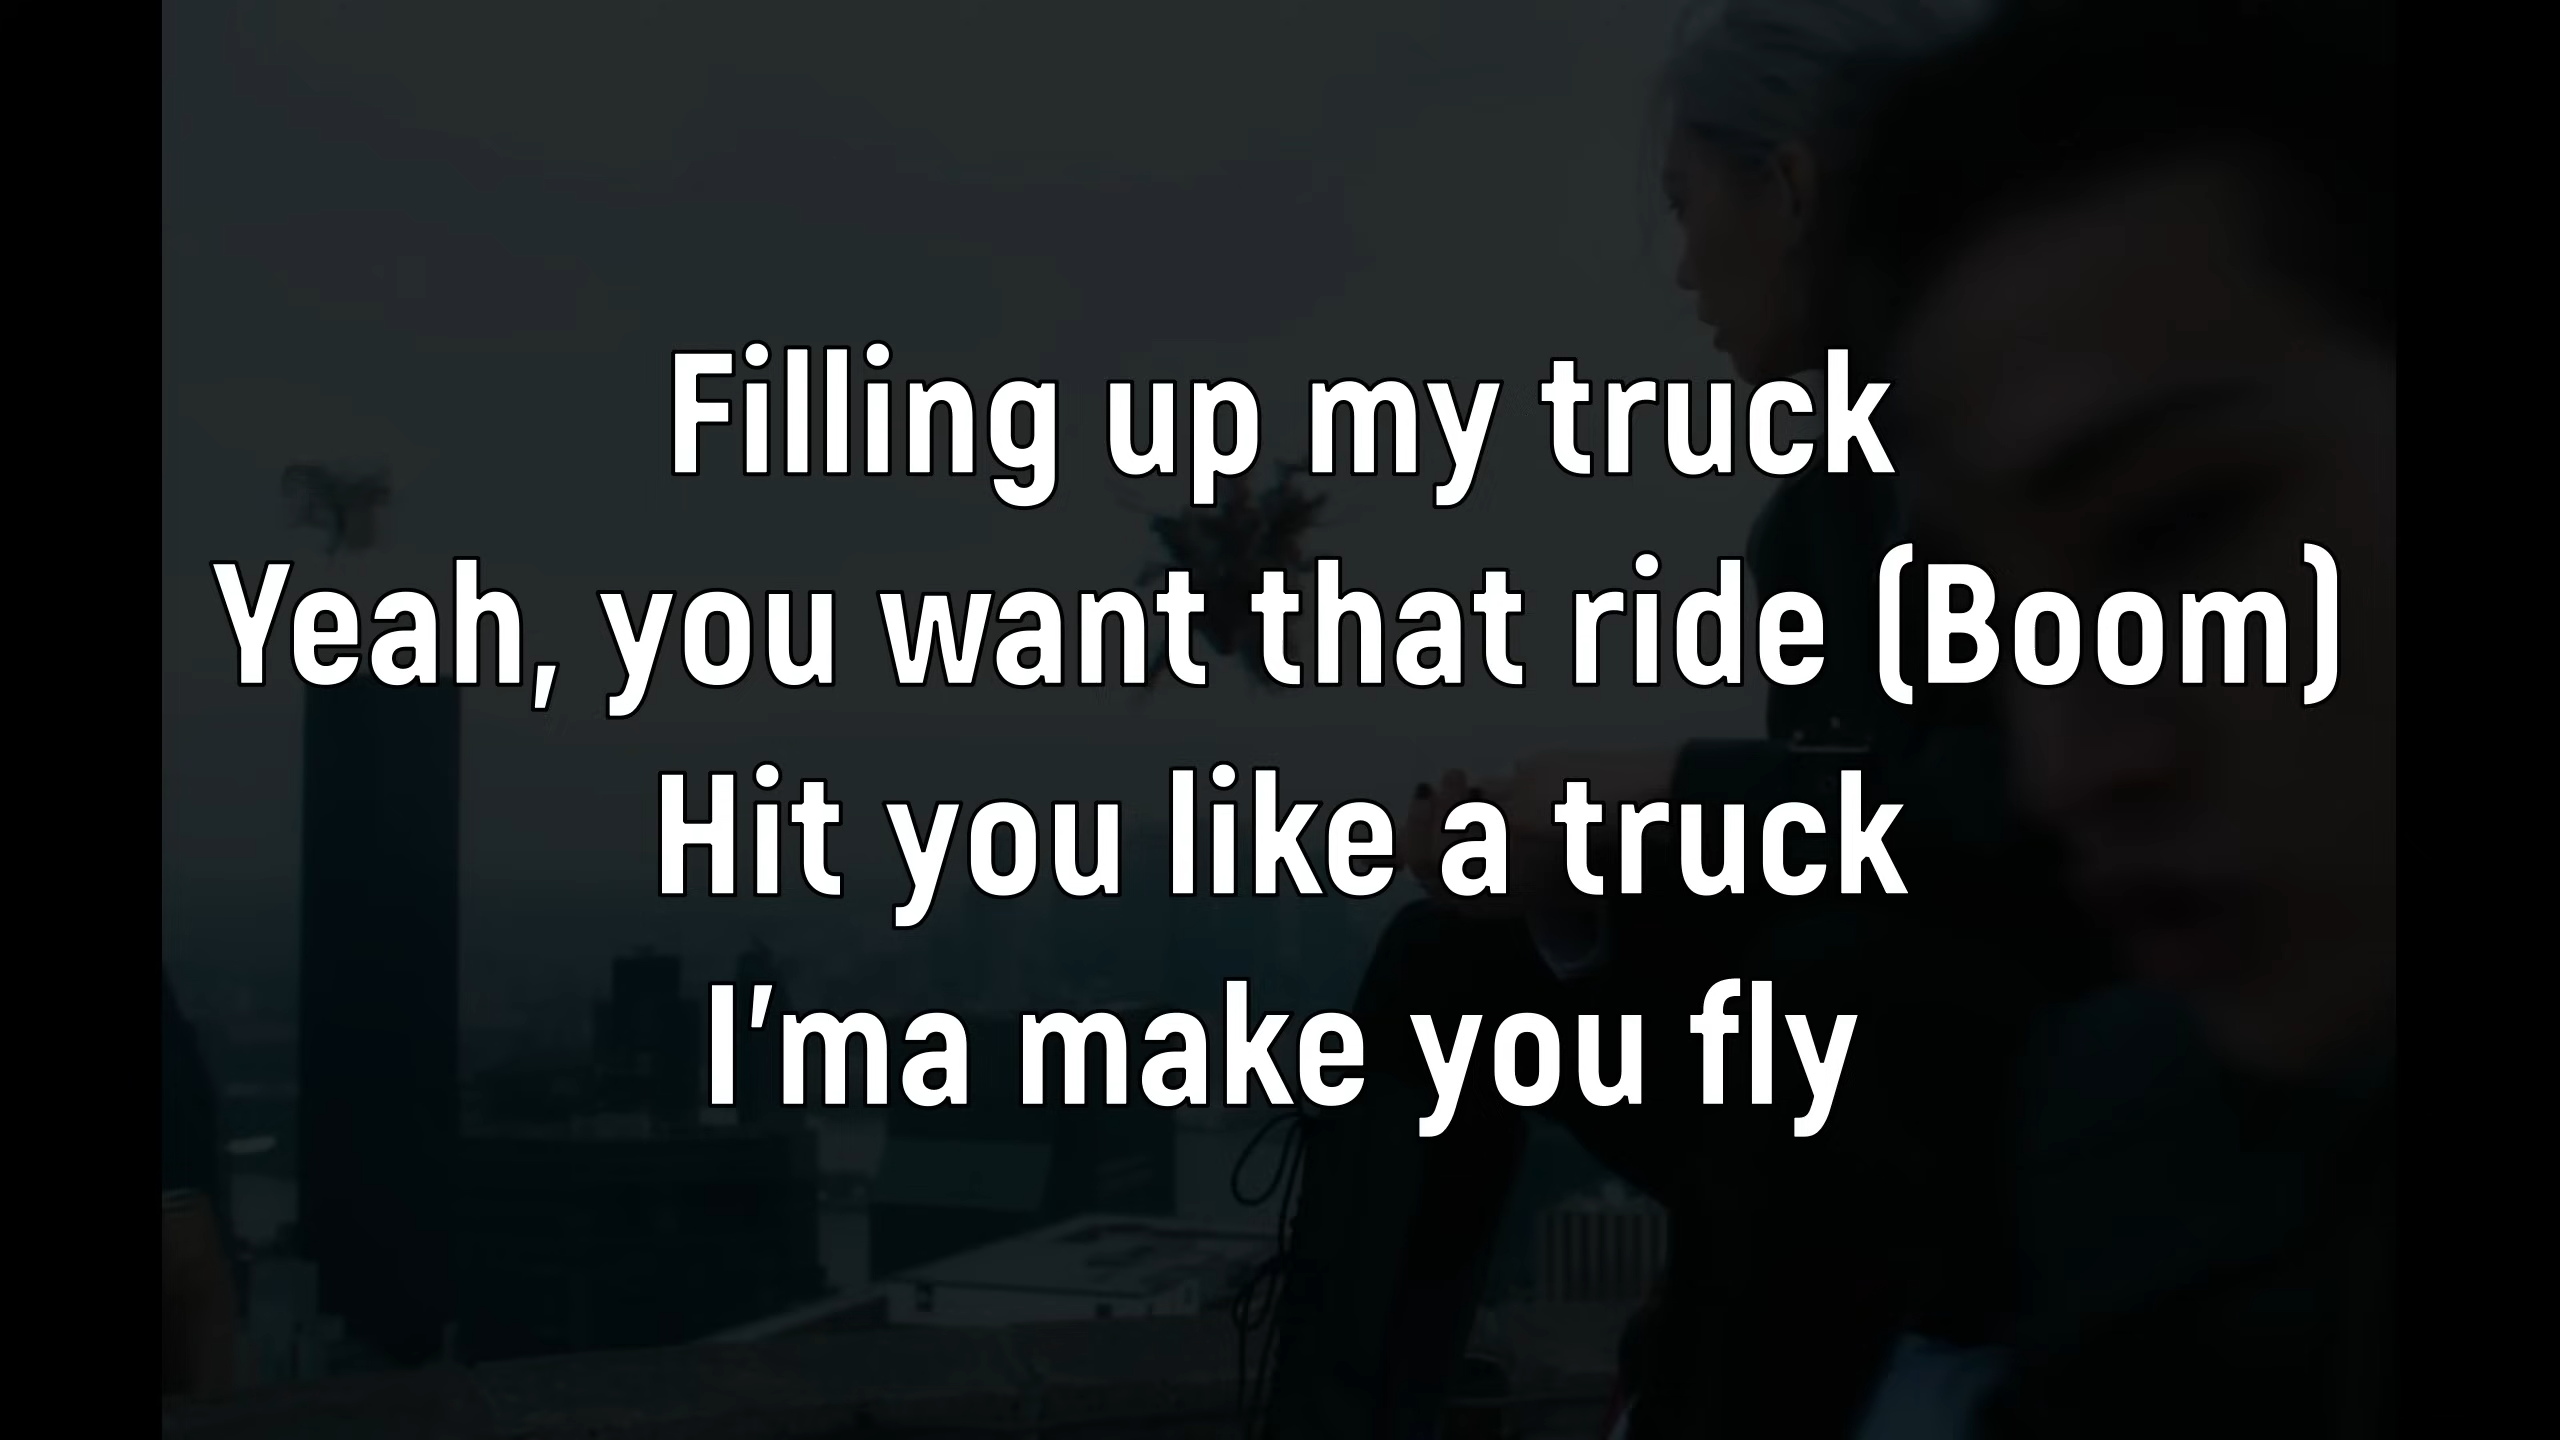 Filling up my truck
Yeah, you want that ride (Boom)
Hit you like a truck
I'ma make you fly